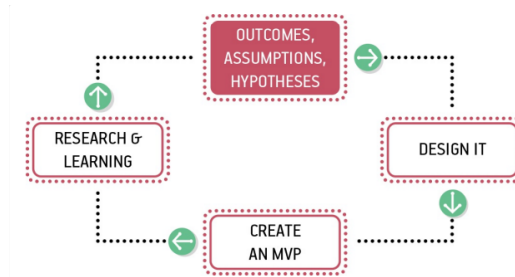 OUTCOMES,
ASSUMPTIONS,
HYPOTHESES
RESEARCH &
LEARNING
DESIGN IT
CREATE
AN MVP